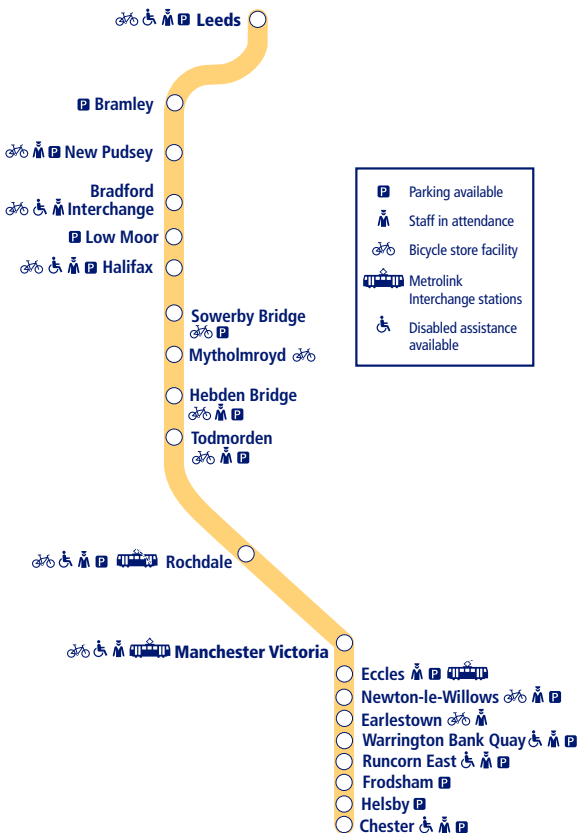 Leeds
P Bramley
P New Pudsey
Bradford
Interchange
P Low Moor
P Halifax
Sowerby Bridge
P
Mytholmroyd
Hebden Bridge
P
Todmorden
P
P Rochdale
Manchester Victoria
Eccles P
Newton-le-Willows P
Earlestown
Warrington Bank Quay P
Runcorn East P
Frodsham P
Helsby P
Chester P
P Parking available
Staff in attendance
Bicycle store facility
Metrolink
Interchange stations
Disabled assistance
available